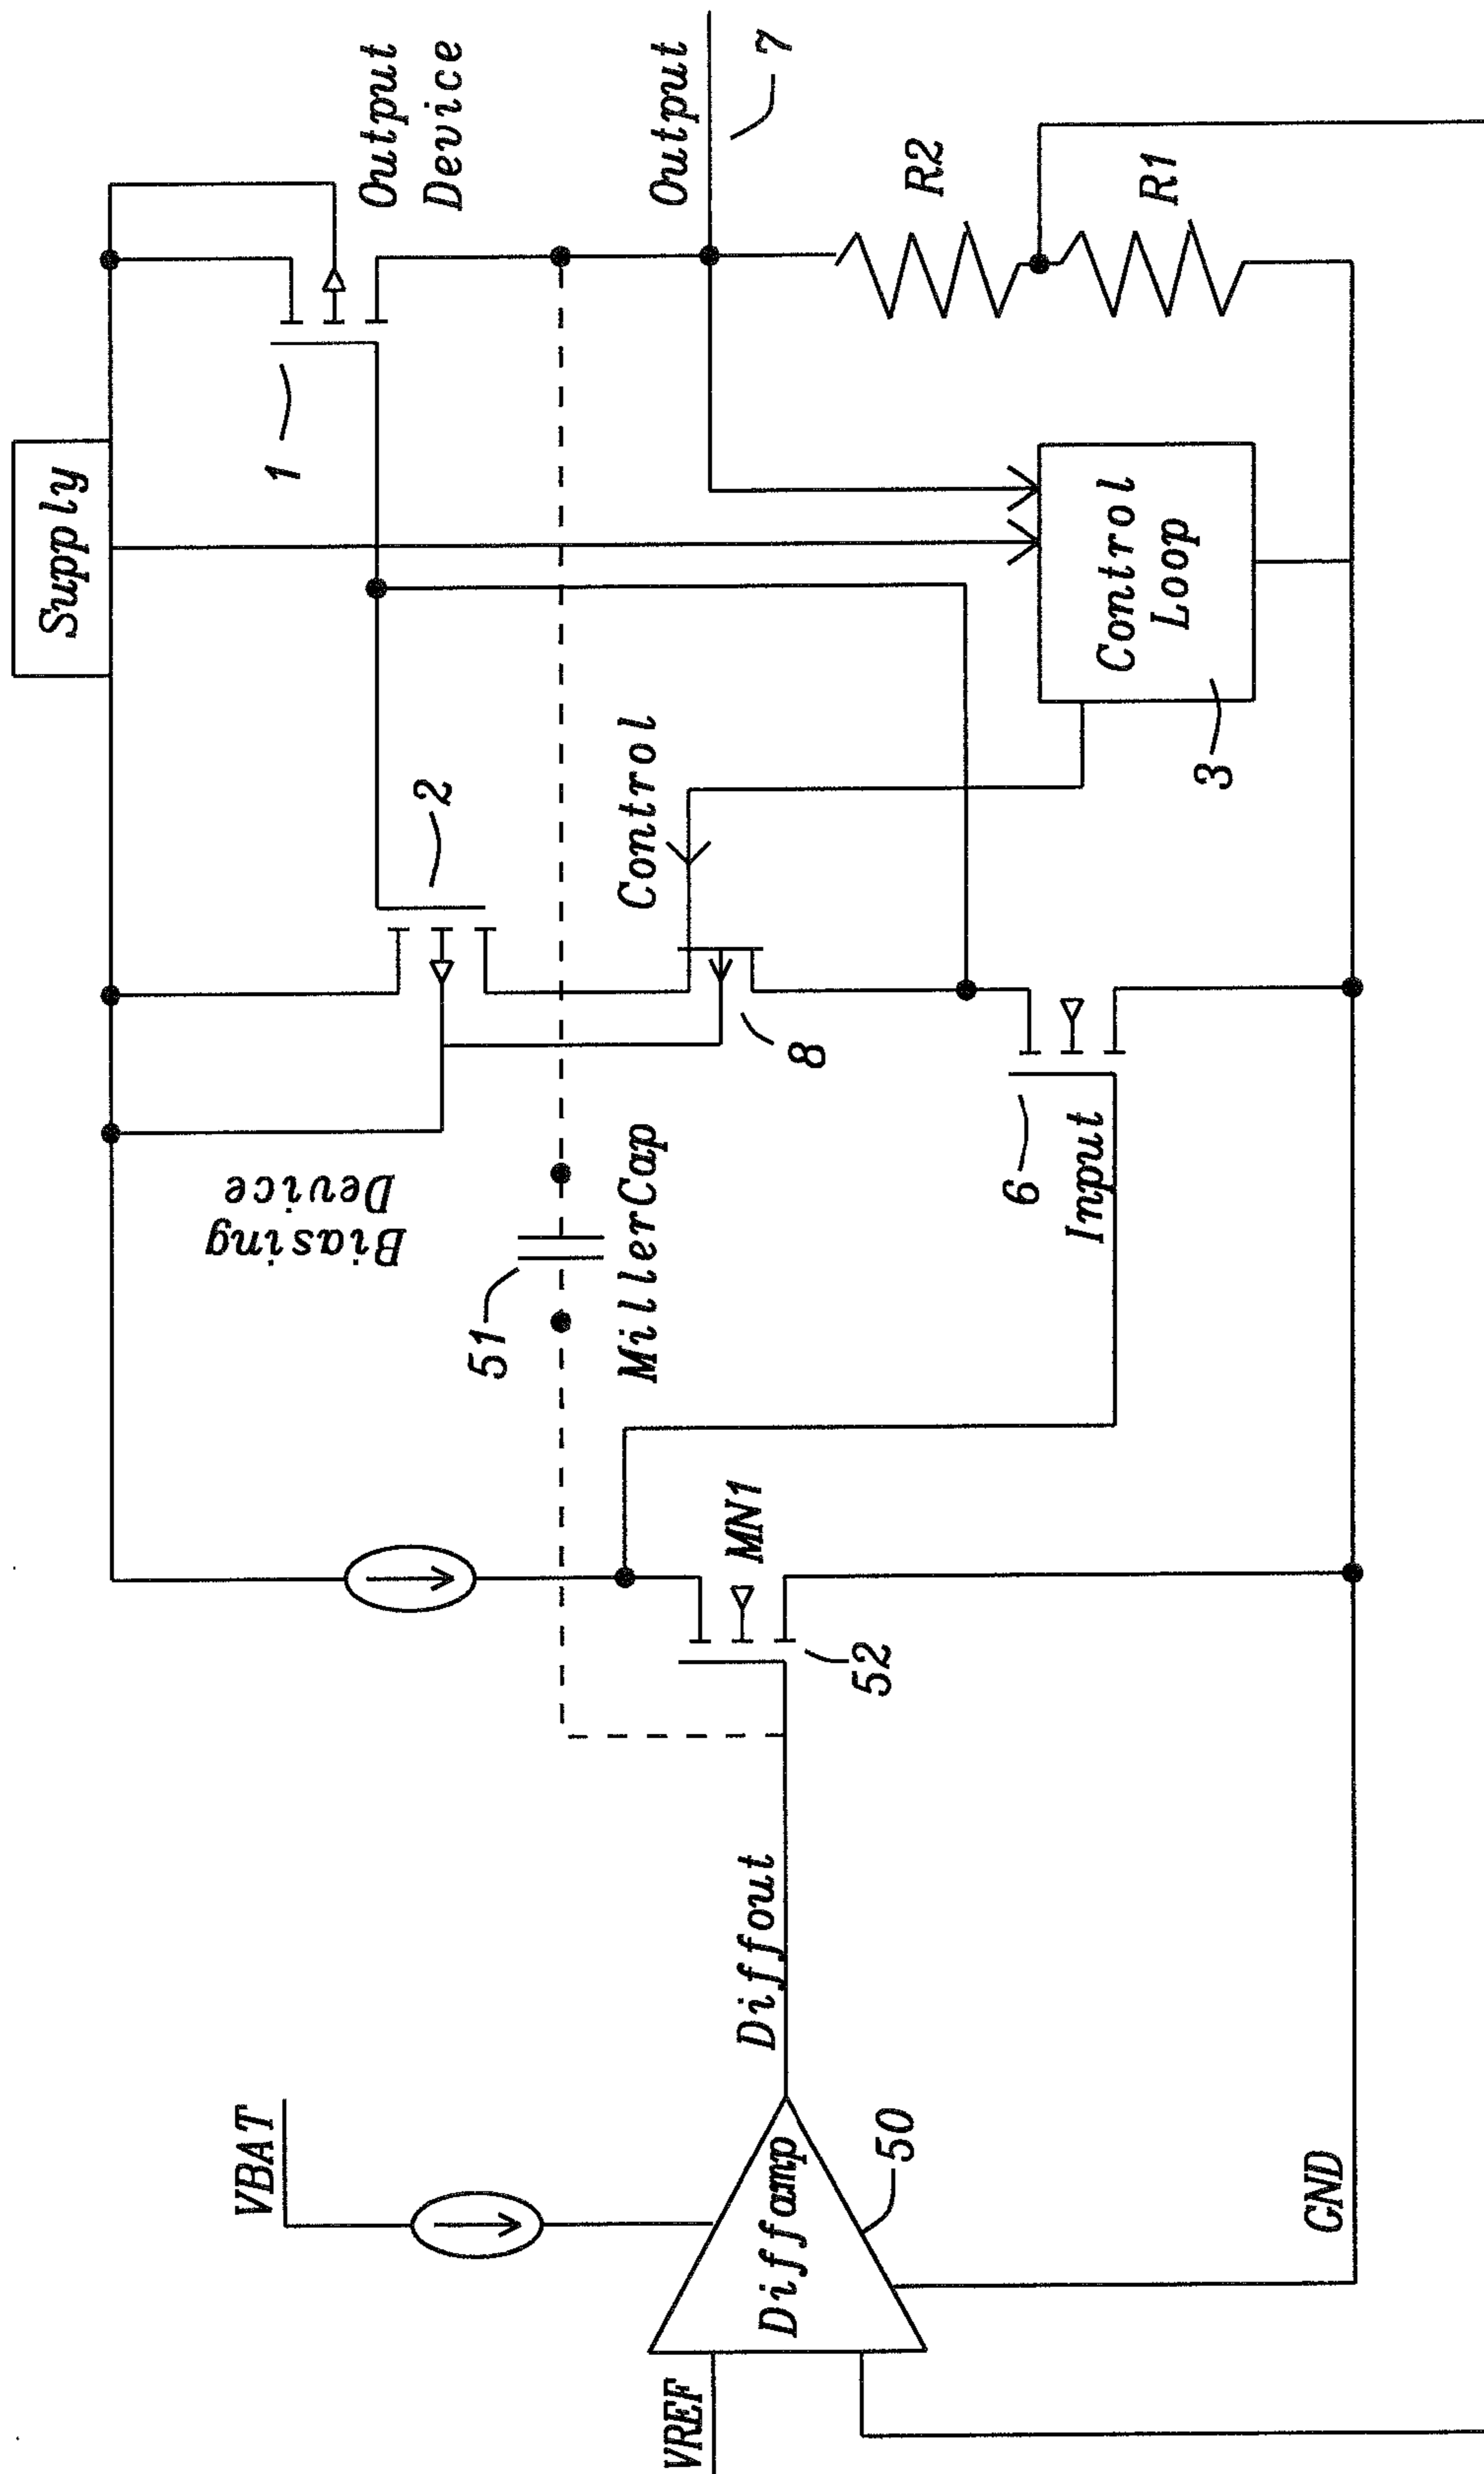 Supply
1
Output
Device
2
Biasing
Device
Output
7
51
MillerCap
Control
8
R2
R1
Control
Loop
3
6
Input
MN1
52
VBAT
Diffout
VREF
Diffamp
50
GND